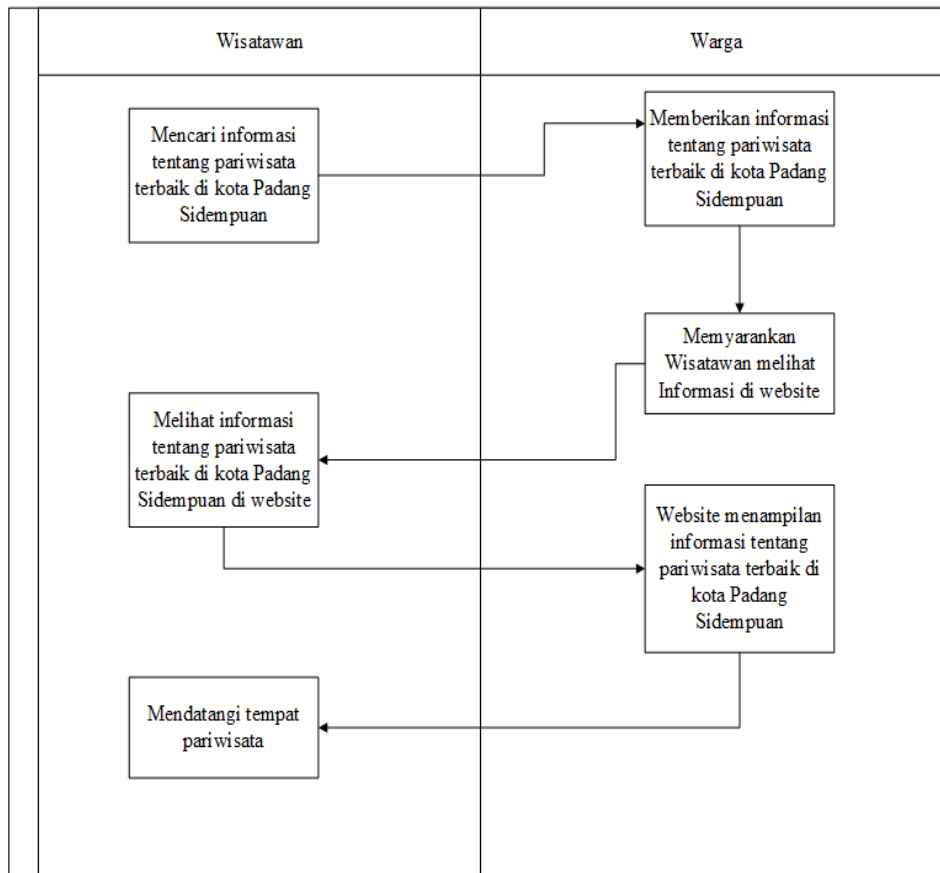 Wisatawan
Warga
Mencari informasi
tentang pariwisata
terbaik di kota Padang
Sidempuan
Memberikan informasi
tentang pariwisata
terbaik di kota Padang
Sidempuan
Memyarankan
Wisatawan melihat
Informasi di website
Melihat informasi
tentang pariwisata
terbaik di kota Padang
Sidempuan di website
Website menampilan
informasi tentang
pariwisata terbaik di
kota Padang
Sidempuan
Mendatangi tempat
pariwisata